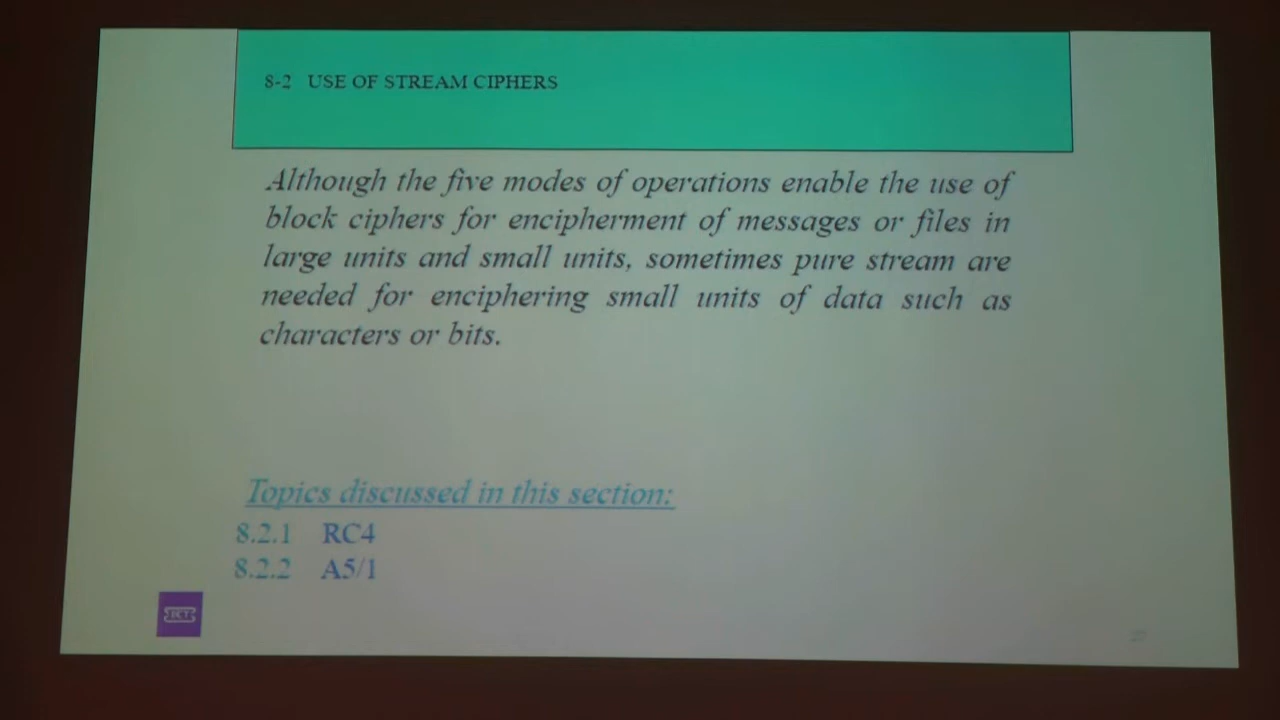 8-2 USE OF STREAM CIPHERS
Although the five modes of operations enable the use of
block ciphers for encipherment of messages or files in
large units and small units, sometimes pure stream are
needed for enciphering small units of data such as
characters or bits.
Topics discussed in this section:
8.2.1 RC4
8.2.2 A5/1